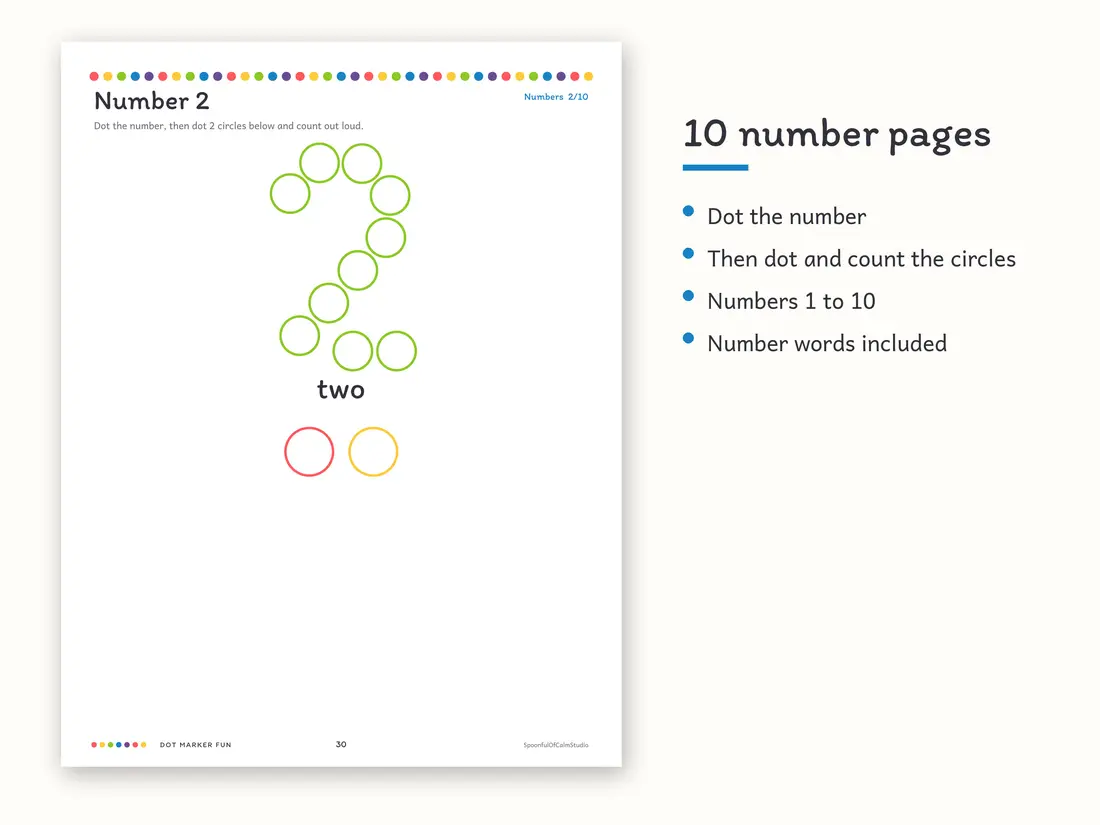 Number 2
Numbers 2/10
Dot the number, then dot 2 circles below and count out loud.
two
DOT MARKER FUN
30
SpoonfulOfCalmStudio
10 number pages
Dot the number
Then dot and count the circles
Numbers 1 to 10
Number words included